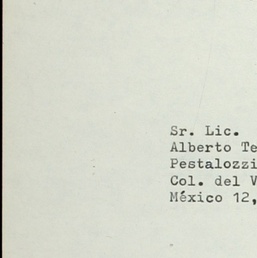 Sr. Lic.
Alberto Te
Pestalozzi
Col. del V
México 12,